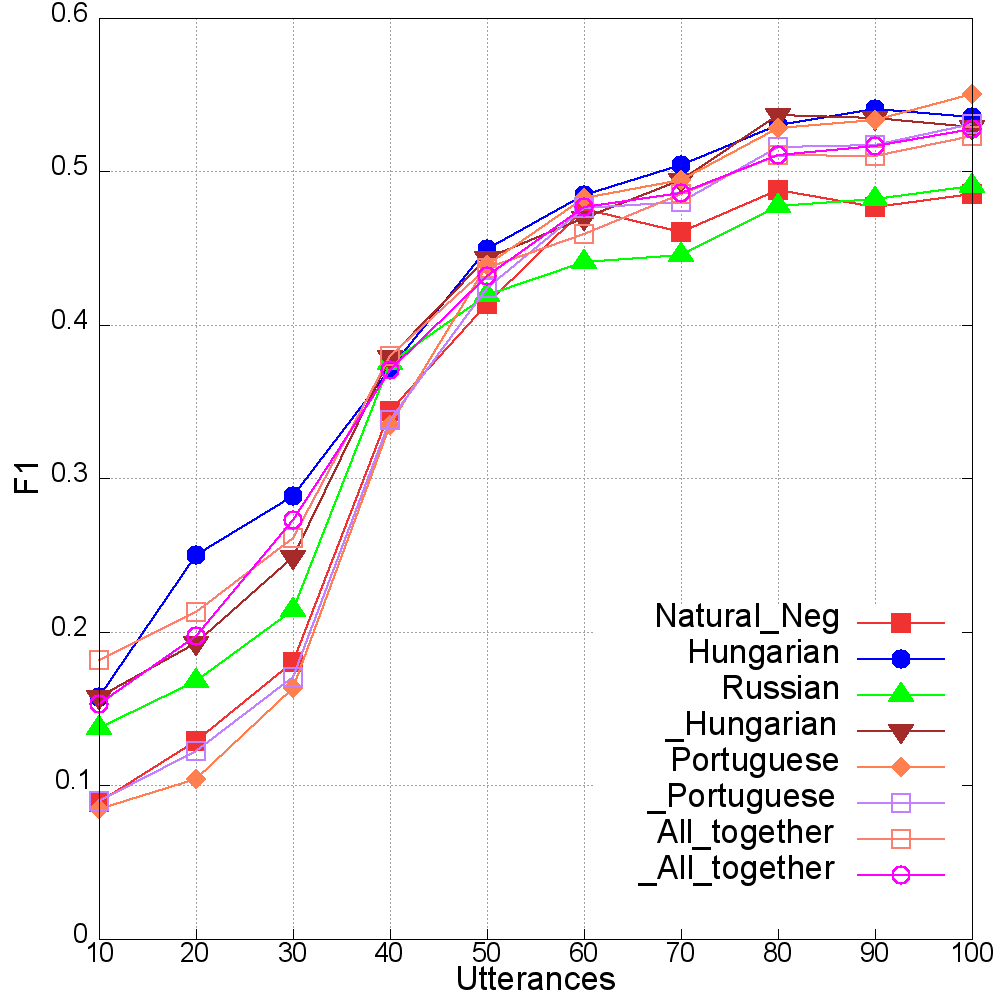 0.6
0.5
0.4
0.3
0.2
0.1
0
F1
Natural_Neg
Hungarian
Russian
_Hungarian
Portuguese
_Portuguese
All_together
_All_together
10 20 30 40 50 60 70 80 90 100
Utterances